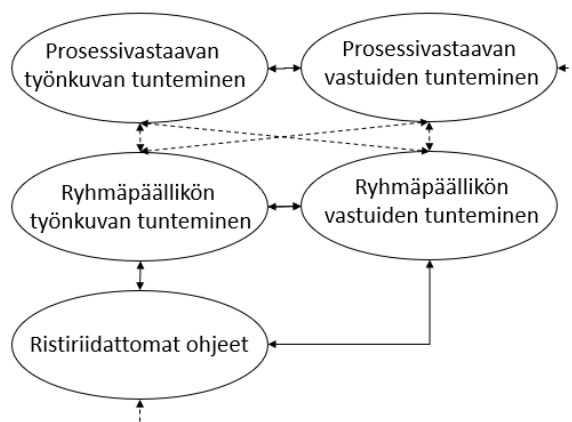 Prosessivastaavan
työnkuvan tunteminen
Prosessivastaavan
vastuiden tunteminen
Ryhmäpäällikön
työnkuvan tunteminen
Ryhmäpäällikön
vastuiden tunteminen
Ristiriidattomat ohjeet